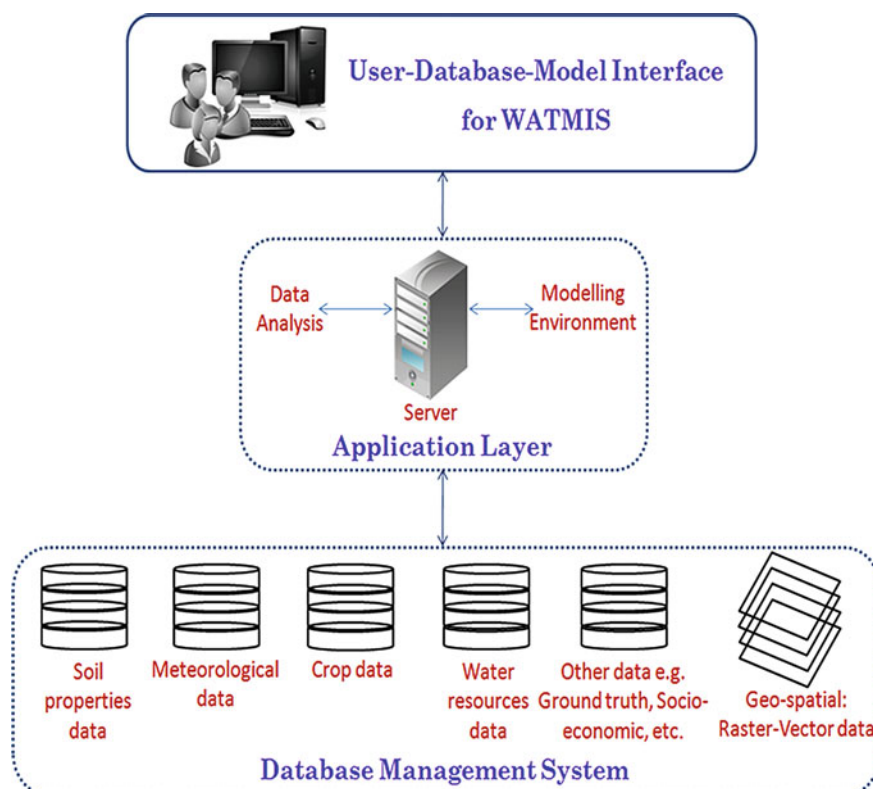 User-Database-Model Interface
for WATMIS
Data
Analysis
Modelling
Environment
Server
Application Layer
Soil
properties
data
Meteorological
data
Crop data
Water
resources
data
Other data e.g.
Ground truth, Socio-
economic, etc.
Geo-spatial:
Raster-Vector data
Database Management System